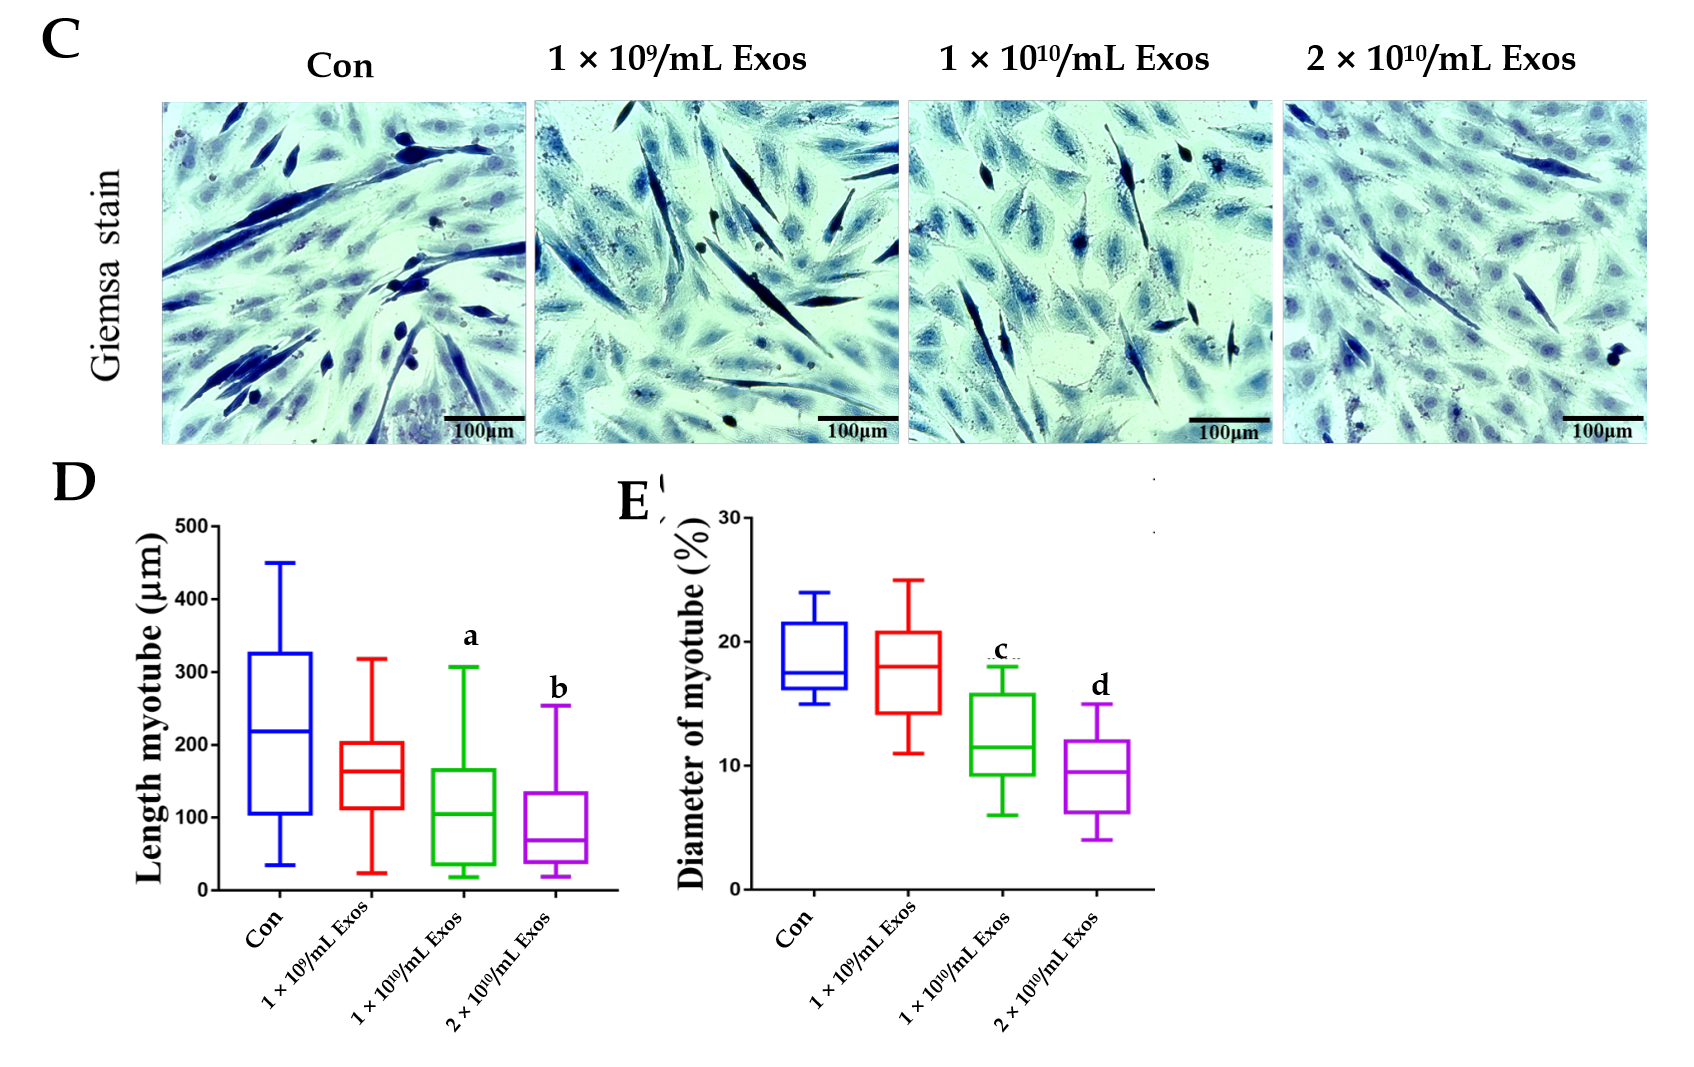 C
Con
1 × 10⁹/mL Exos
1 × 10¹⁰/mL Exos
2 × 10¹⁰/mL Exos
Giemsa stain
100μm
100μm
100μm
100μm
D
Length myotube (μm)
500
400
300
200
100
0
a
b
Con
1 × 10⁹/mL Exos
1 × 10¹⁰/mL Exos
2 × 10¹⁰/mL Exos
E
Diameter of myotube (%)
30
20
10
0
c
d
Con
1 × 10⁹/mL Exos
1 × 10¹⁰/mL Exos
2 × 10¹⁰/mL Exos